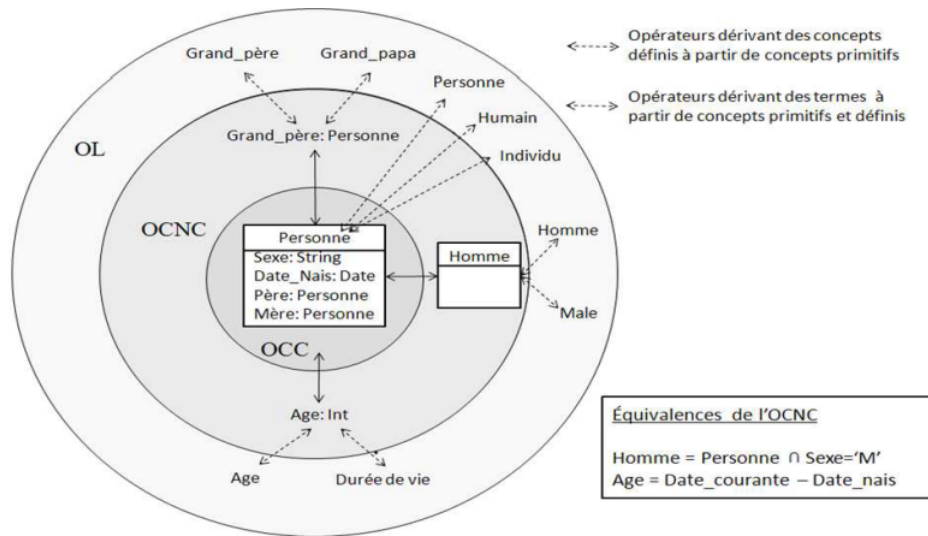 Grand_père
Grand_papa
Opérateurs dérivant des concepts
définis à partir de concepts primitifs
Personne
Opérateurs dérivant des termes à
partir de concepts primitifs et définis
Humain
Grand_père: Personne
OL
Individu
OCNC
Personne
Sexe: String
Date_Nais: Date
Père: Personne
Mère: Personne
Homme
Homme
Male
OCC
Age: Int
Age
Durée de vie
Équivalences de l'OCNC
Homme = Personne ∩ Sexe='M'
Age = Date_courante – Date_nais